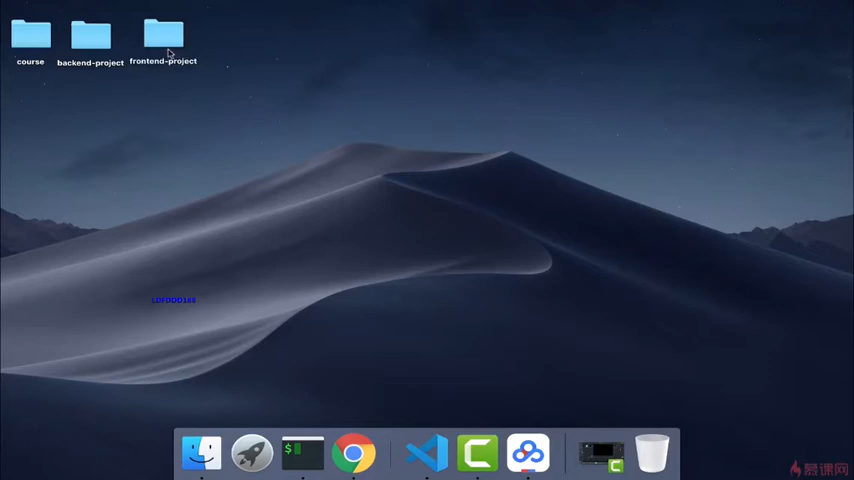 course
backend-project
frontend-project
LDFDDD168
$
慕课网